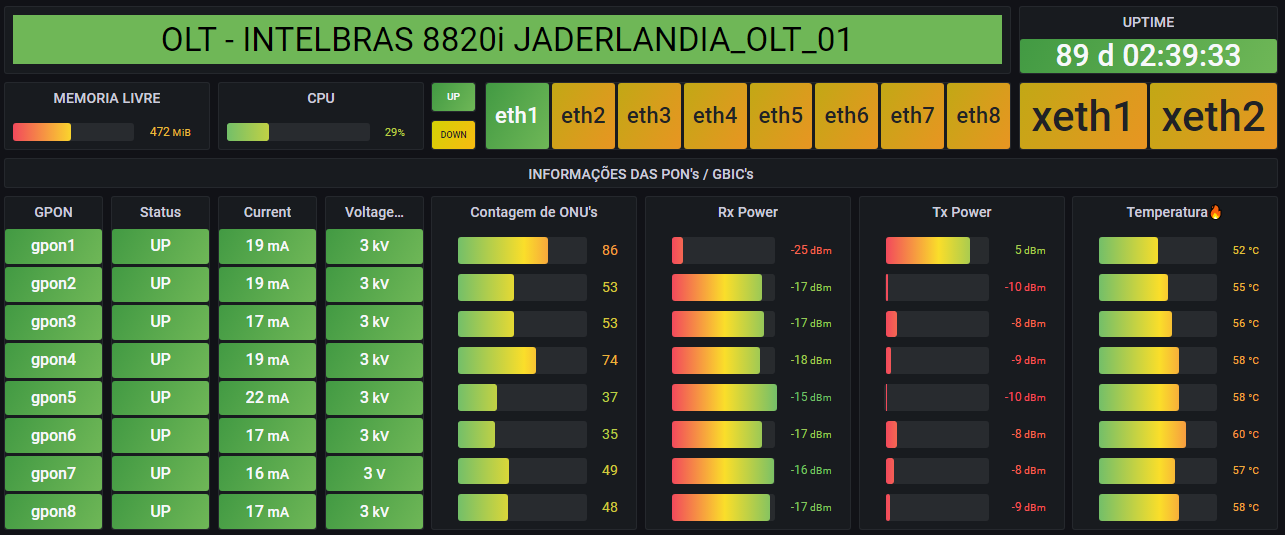 OLT - INTELBRAS 8820i JADERLANDIA_OLT_01
UPTIME
89 d 02:39:33
MEMORIA LIVRE
472 MiB
CPU
29%
UP
DOWN
eth1 eth2 eth3 eth4 eth5 eth6 eth7 eth8 xeth1 xeth2
INFORMAÇÕES DAS PON's / GBIC's
GPON Status Current Voltage... Contagem de ONU's Rx Power Tx Power Temperatura🔥
gpon1 UP 19 mA 3 kV 86 -25 dBm 5 dBm 52 °C
gpon2 UP 19 mA 3 kV 53 -17 dBm -10 dBm 55 °C
gpon3 UP 17 mA 3 kV 53 -17 dBm -8 dBm 56 °C
gpon4 UP 19 mA 3 kV 74 -18 dBm -9 dBm 58 °C
gpon5 UP 22 mA 3 kV 37 -15 dBm -10 dBm 58 °C
gpon6 UP 17 mA 3 kV 35 -17 dBm -8 dBm 60 °C
gpon7 UP 16 mA 3 V 49 -16 dBm -8 dBm 57 °C
gpon8 UP 17 mA 3 kV 48 -17 dBm -9 dBm 58 °C